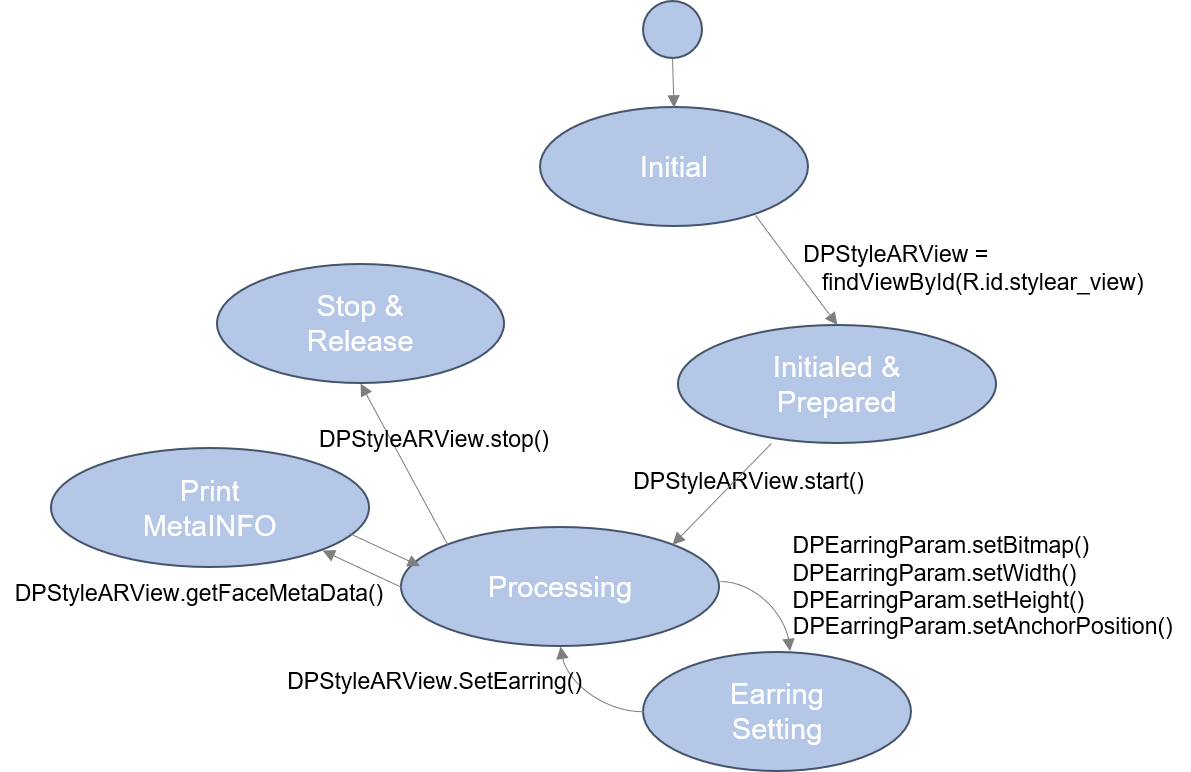 Initial
DPStyleARView =
findViewById(R.id.stylear_view)
Stop &
Release
Initialed &
Prepared
DPStyleARView.stop()
DPStyleARView.start()
Print
MetaINFO
DPStyleARView.getFaceMetaData()
Processing
DPEarringParam.setBitmap()
DPEarringParam.setWidth()
DPEarringParam.setHeight()
DPEarringParam.setAnchorPosition()
DPStyleARView.SetEarring()
Earring
Setting